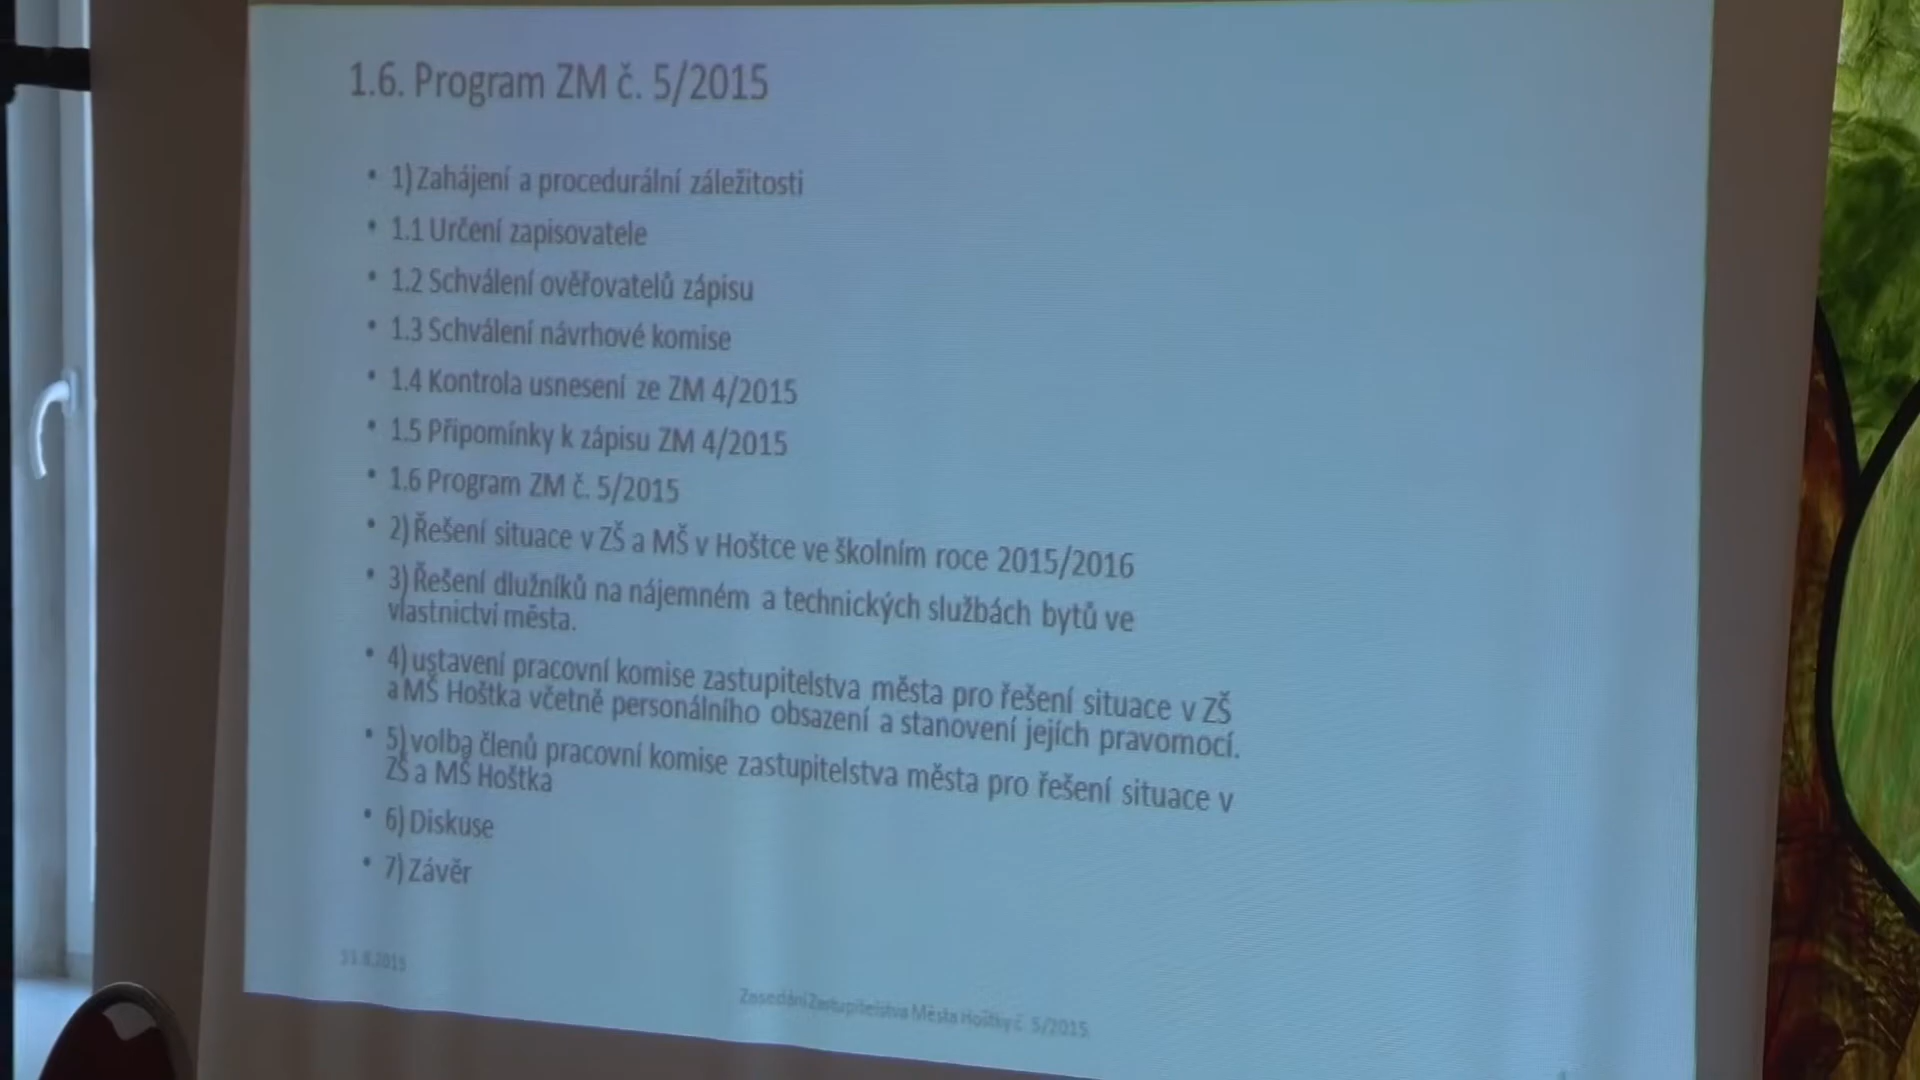 1.6. Program ZM č. 5/2015
• 1) Zahájení a procedurální záležitosti
• 1.1 Určení zapisovatele
• 1.2 Schválení ověřovatelů zápisu
• 1.3 Schválení návrhové komise
• 1.4 Kontrola usnesení ze ZM 4/2015
• 1.5 Připomínky k zápisu ZM 4/2015
• 1.6 Program ZM č. 5/2015
• 2) Řešení situace v ZŠ a MŠ v Hoštce ve školním roce 2015/2016
• 3) Řešení dlužníků na nájemném a technických službách bytů ve
vlastnictví města.
• 4) ustavení pracovní komise zastupitelstva města pro řešení situace v ZŠ
a MŠ Hoštka včetně personálního obsazení a stanovení jejích pravomocí.
• 5) volba členů pracovní komise zastupitelstva města pro řešení situace v
ZŠ a MŠ Hoštka
• 6) Diskuse
• 7) Závěr
Zasedání Zastupitelstva Města Hoštky č. 5/2015